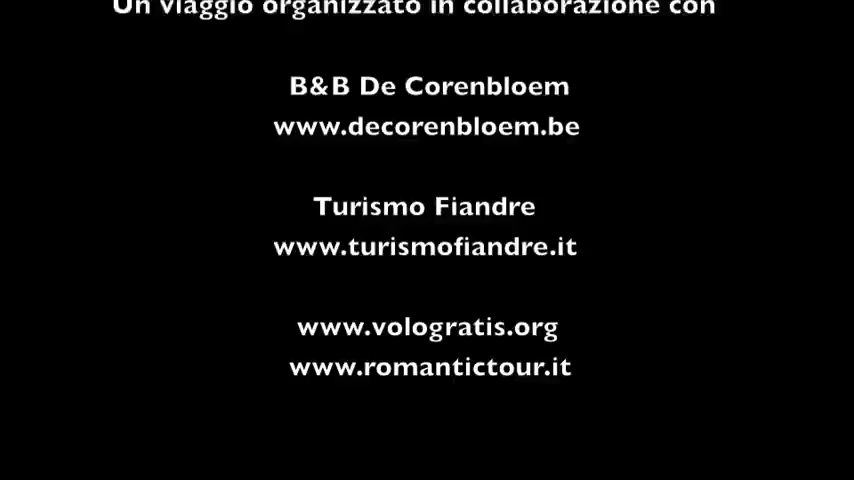 Un viaggio organizzato in collaborazione con
B&B De Corenbloem
www.decorenbloem.be
Turismo Fiandre
www.turismofiandre.it
www.vologratis.org
www.romantictour.it